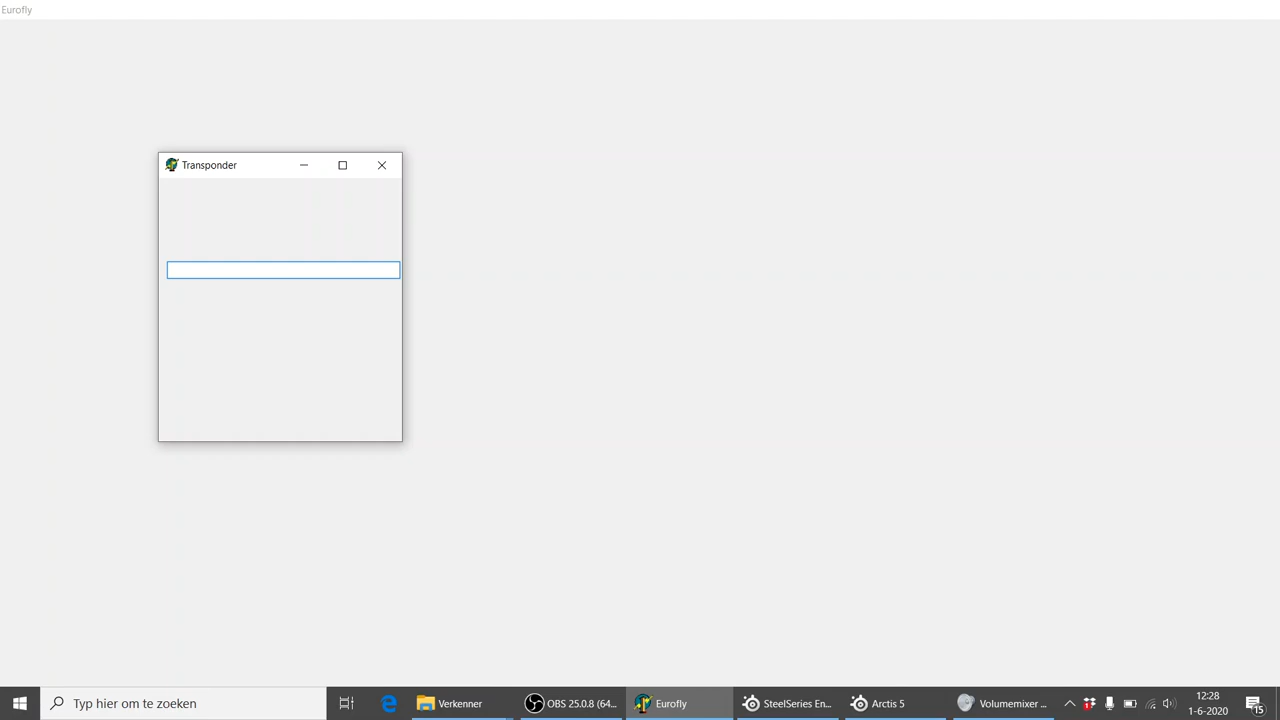 Eurofly
Transponder
Typ hier om te zoeken
Verkenner
OBS 25.0.8 (64...
Eurofly
SteelSeries En...
Arctis 5
Volumemixer ...
12:28
1-6-2020
15